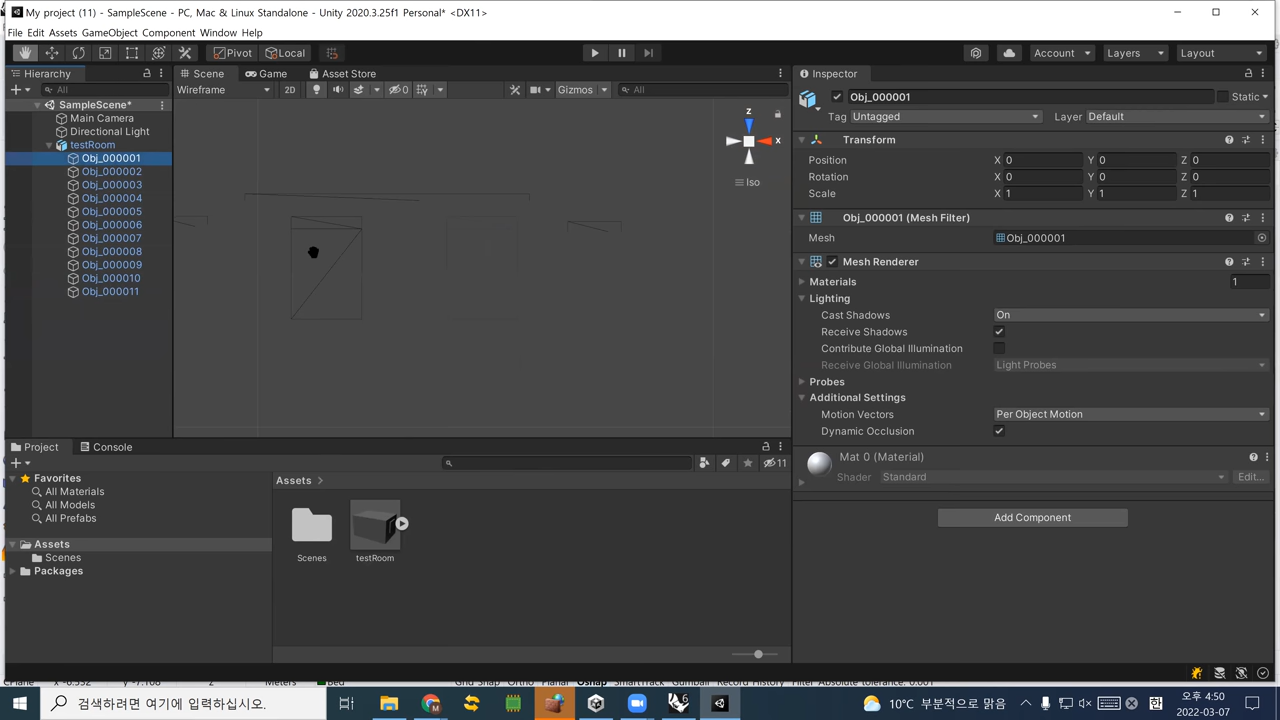 My project (11) - SampleScene - PC, Mac & Linux Standalone - Unity 2020.3.25f1 Personal* <DX11>
File Edit Assets GameObject Component Window Help
Pivot Local Account Layers Layout
Hierarchy
All
SampleScene*
Main Camera
Directional Light
testRoom
Obj_000001
Obj_000002
Obj_000003
Obj_000004
Obj_000005
Obj_000006
Obj_000007
Obj_000008
Obj_000009
Obj_000010
Obj_000011
Scene Game Asset Store
Wireframe 2D 0 Gizmos All
z
x
Iso
Inspector
Obj_000001 Static
Tag Untagged Layer Default
Transform
Position X 0 Y 0 Z 0
Rotation X 0 Y 0 Z 0
Scale X 1 Y 1 Z 1
Obj_000001 (Mesh Filter)
Mesh Obj_000001
Mesh Renderer
Materials 1
Lighting
Cast Shadows On
Receive Shadows
Contribute Global Illumination
Receive Global Illumination Light Probes
Probes
Additional Settings
Motion Vectors Per Object Motion
Dynamic Occlusion
Mat 0 (Material)
Shader Standard Edit...
Add Component
Project Console
11
Favorites
All Materials
All Models
All Prefabs
Assets
Scenes
Packages
Assets
Scenes testRoom
검색하려면 여기에 입력하십시오.
10°C 부분적으로 맑음
한
오후 4:50
2022-03-07